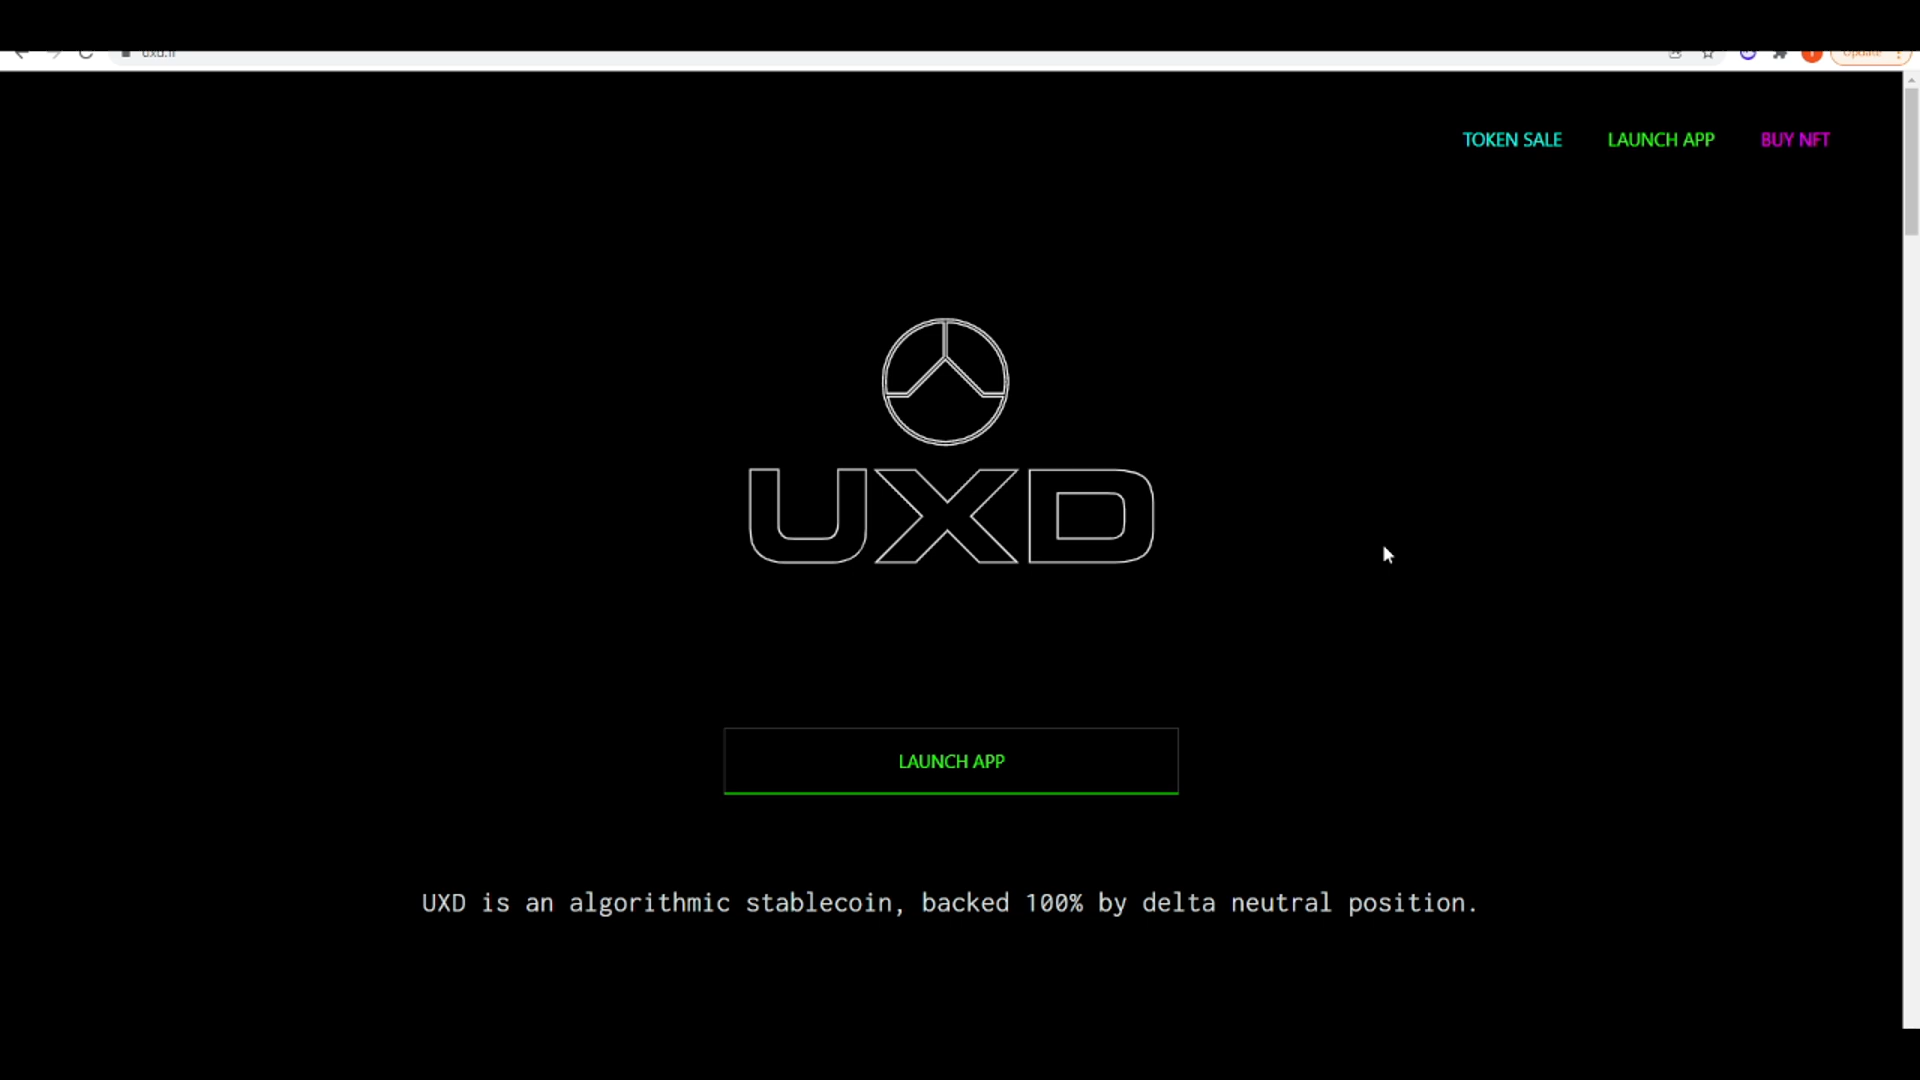 TOKEN SALE LAUNCH APP BUY NFT
UXD
LAUNCH APP
UXD is an algorithmic stablecoin, backed 100% by delta neutral position.